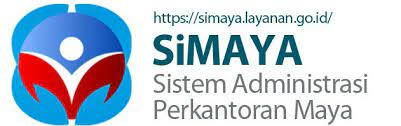 https://simaya.layanan.go.id/
SiMAYA
Sistem Administrasi
Perkantoran Maya